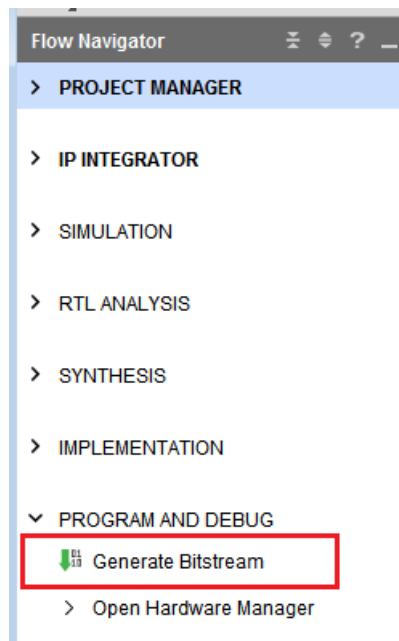 Flow Navigator ?
PROJECT MANAGER
IP INTEGRATOR
SIMULATION
RTL ANALYSIS
SYNTHESIS
IMPLEMENTATION
PROGRAM AND DEBUG
Generate Bitstream
Open Hardware Manager